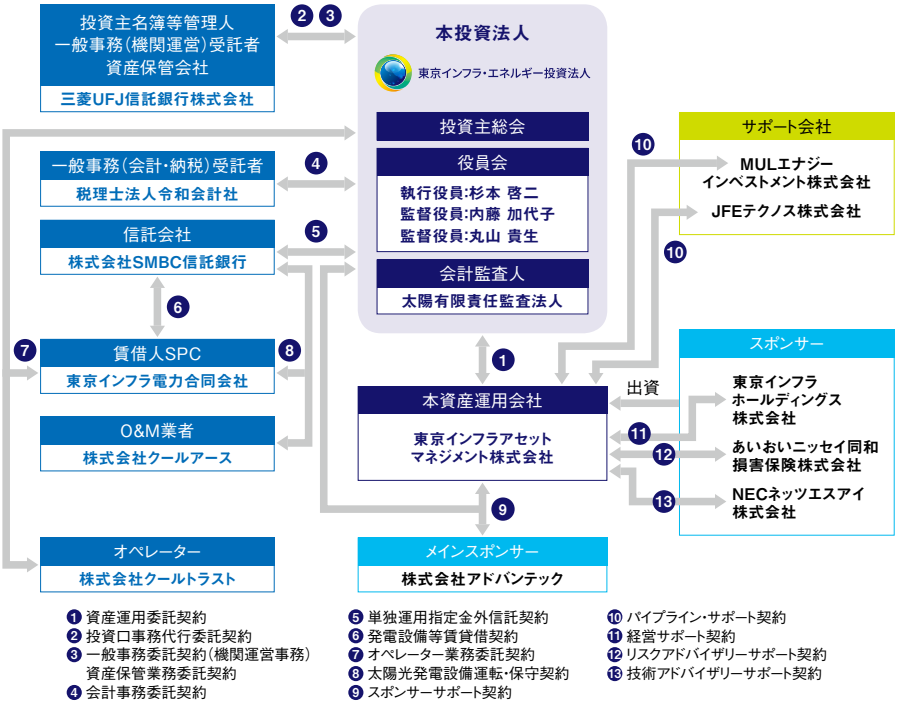 投資主名簿等管理人
一般事務(機関運営)受託者
資産保管会社
三菱UFJ信託銀行株式会社
2 3
本投資法人
東京インフラ・エネルギー投資法人
投資主総会
役員会
執行役員:杉本 啓二
監督役員:内藤 加代子
監督役員:丸山 貴生
会計監査人
太陽有限責任監査法人
一般事務(会計・納税)受託者
税理士法人令和会計社
4
信託会社
株式会社SMBC信託銀行
5
6
7
賃借人SPC
東京インフラ電力合同会社
8
O&M業者
株式会社クールアース
オペレーター
株式会社クールトラスト
1
本資産運用会社
東京インフラアセット
マネジメント株式会社
9
メインスポンサー
株式会社アドバンテック
サポート会社
10
MULエナジー
インベストメント株式会社
JFEテクノス株式会社
10
スポンサー
出資
東京インフラ
ホールディングス
株式会社
11
あいおいニッセイ同和
損害保険株式会社
12
NECネッツエスアイ
株式会社
13
1 資産運用委託契約
2 投資口事務代行委託契約
3 一般事務委託契約(機関運営事務)
資産保管業務委託契約
4 会計事務委託契約
5 単独運用指定金外信託契約
6 発電設備等賃貸借契約
7 オペレーター業務委託契約
8 太陽光発電設備運転・保守契約
9 スポンサーサポート契約
10 パイプライン・サポート契約
11 経営サポート契約
12 リスクアドバイザリーサポート契約
13 技術アドバイザリーサポート契約